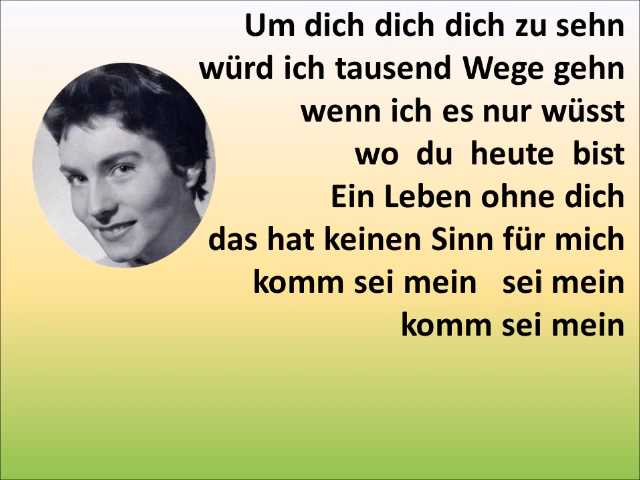 Um dich dich dich zu sehn
würd ich tausend Wege gehn
wenn ich es nur wüsst
wo du heute bist
Ein Leben ohne dich
das hat keinen Sinn für mich
komm sei mein sei mein
komm sei mein